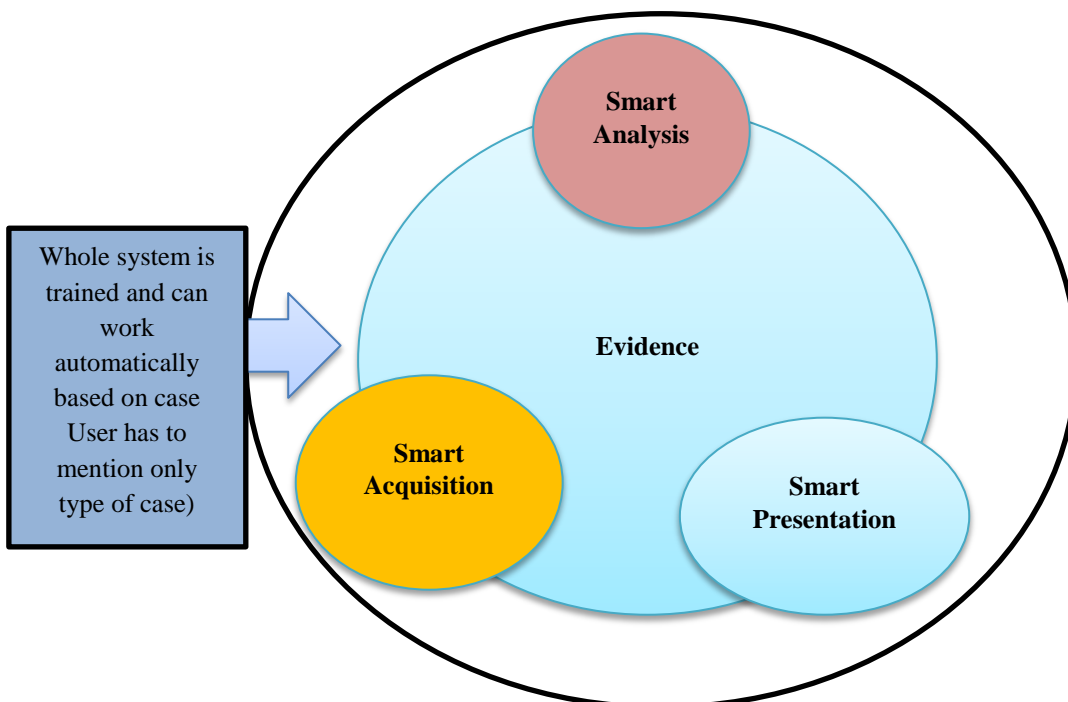 Smart
Analysis
Whole system is
trained and can
work
automatically
based on case
User has to
mention only
type of case)
Evidence
Smart
Acquisition
Smart
Presentation